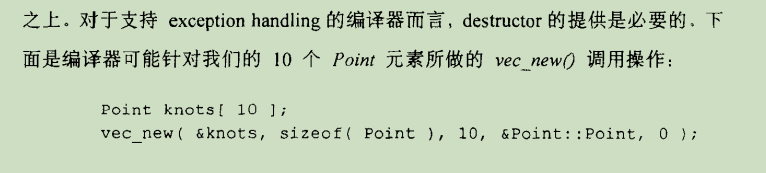 之上。对于支持 exception handling 的编译器而言，destructor 的提供是必要的。下
面是编译器可能针对我们的 10 个 Point 元素所做的 vec_new() 调用操作：
Point knots[ 10 ];
vec_new( &knots, sizeof( Point ), 10, &Point::Point, 0 );